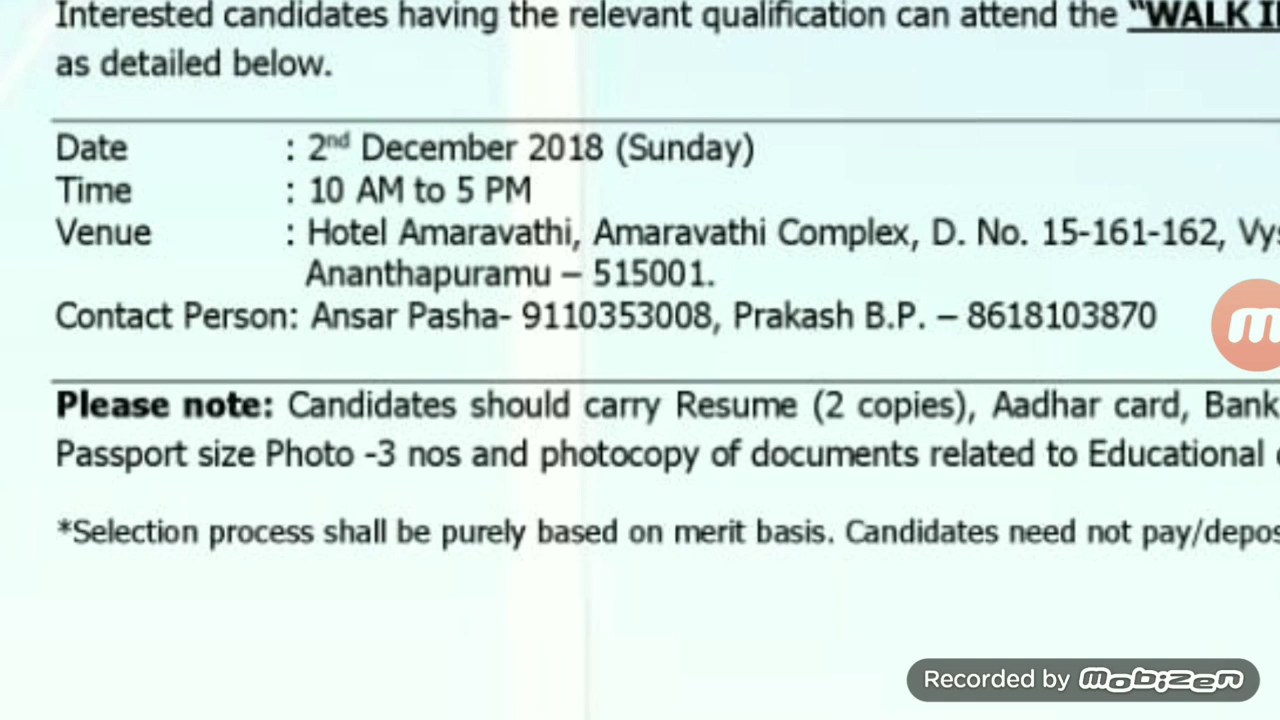 Interested candidates having the relevant qualification can attend the "WALK
as detailed below.
Date : 2nd December 2018 (Sunday)
Time : 10 AM to 5 PM
Venue : Hotel Amaravathi, Amaravathi Complex, D. No. 15-161-162,
Ananthapuramu – 515001.
Contact Person: Ansar Pasha- 9110353008, Prakash B.P. – 8618103870
Please note: Candidates should carry Resume (2 copies), Aadhar card, Bank
Passport size Photo -3 nos and photocopy of documents related to Educational
*Selection process shall be purely based on merit basis. Candidates need not pay/depos
Recorded by mobizen